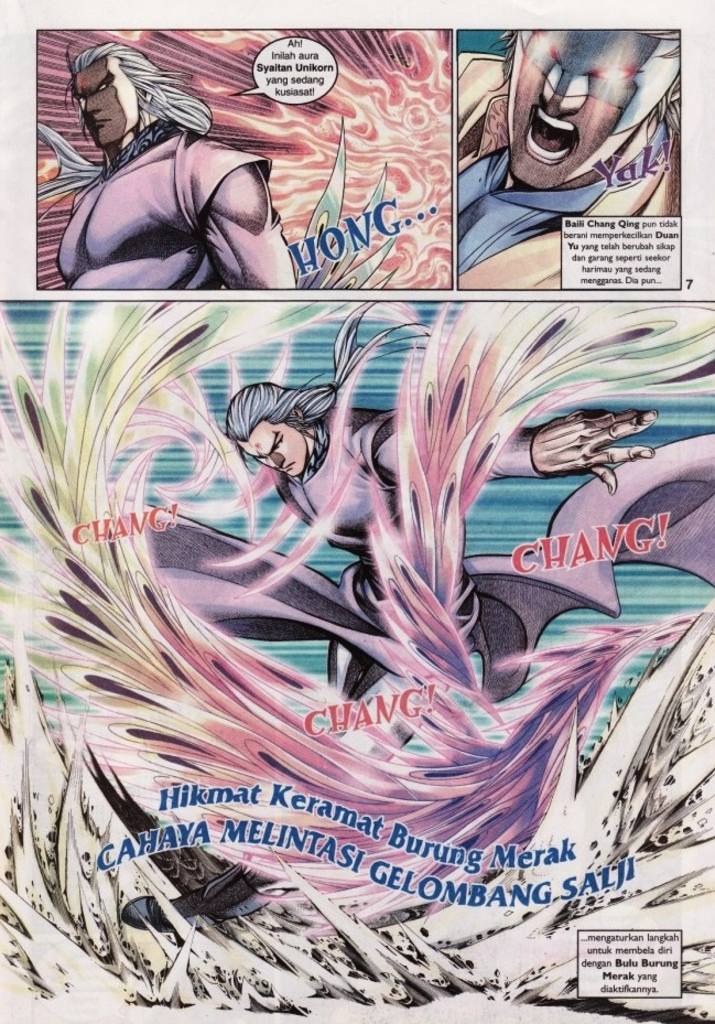 Ah!
Inilah aura
Syaitan Unikorn
yang sedang
kusiasat!
HONG...
Yak!
Baili Chang Qing pun tidak
berani memperkecilkan Duan
Yu yang telah berubah sikap
dan garang seperti seekor
harimau yang sedang
mengganas. Dia pun...
7
CHANG!
CHANG!
CHANG!
Hikmat Keramat Burung Merak
CAHAYA MELINTASI GELOMBANG SALJI
...mengaturkan langkah
untuk membela diri
dengan Bulu Burung
Merak yang
diaktifkannya.